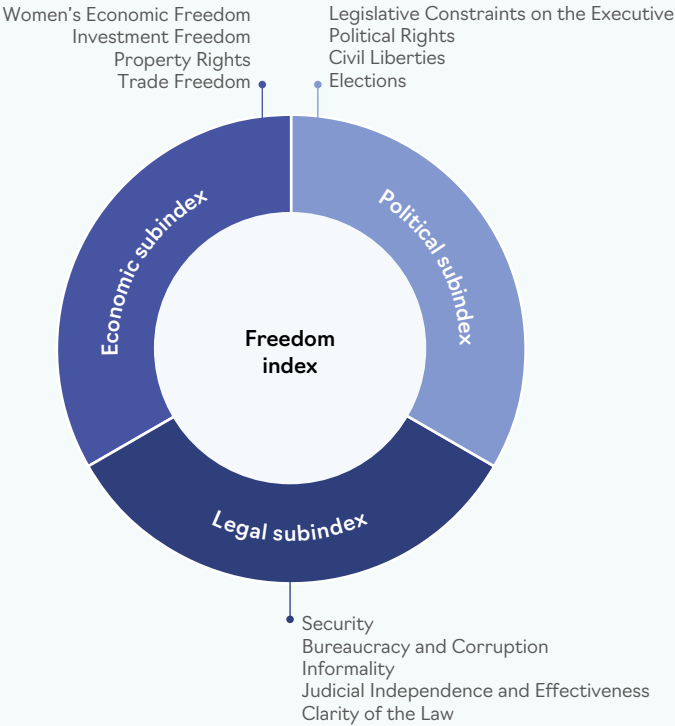 Women's Economic Freedom
Investment Freedom
Property Rights
Trade Freedom
Legislative Constraints on the Executive
Political Rights
Civil Liberties
Elections
Economic subindex
Political subindex
Freedom
index
Legal subindex
Security
Bureaucracy and Corruption
Informality
Judicial Independence and Effectiveness
Clarity of the Law